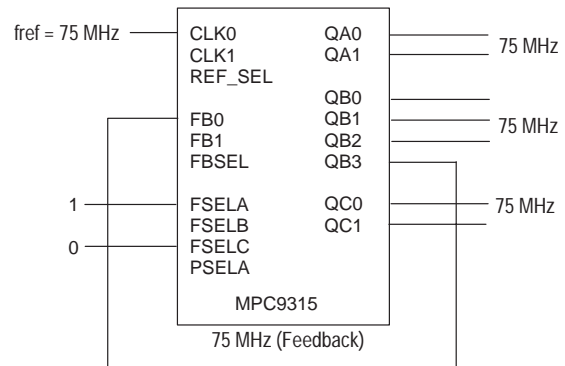 fref = 75 MHz
CLK0
CLK1
REF_SEL
FB0
FB1
FBSEL
1
FSELA
FSELB
0
FSELC
PSELA
QA0
QA1
75 MHz
QB0
QB1
QB2
QB3
75 MHz
QC0
QC1
75 MHz
MPC9315
75 MHz (Feedback)